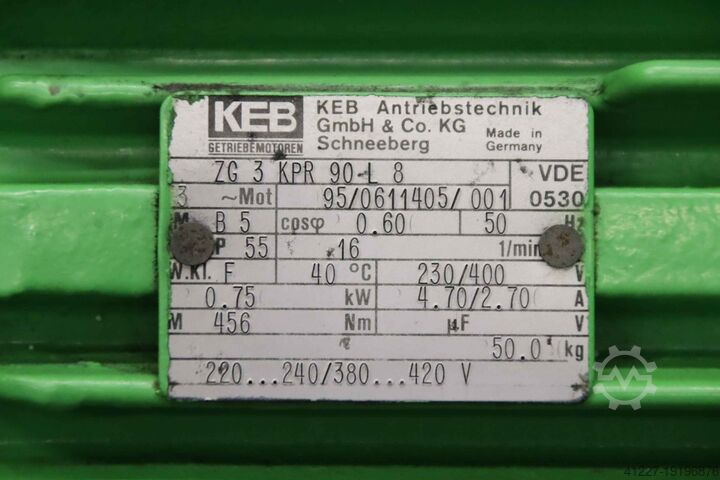 KEB
GETRIEBEMOTOREN
KEB Antriebstechnik
GmbH & Co. KG
Schneeberg
Made in
Germany
ZG 3 KPR 90 L 8 VDE
3 ~Mot 95/0611405/ 001 0530
M B 5 cosφ 0.60 50 Hz
P 55 16 1/min
W.Kl. F 40 °C 230/400 V
0.75 kW 4.70/2.70 A
M 456 Nm µF V
50.0 kg
220...240/380...420 V